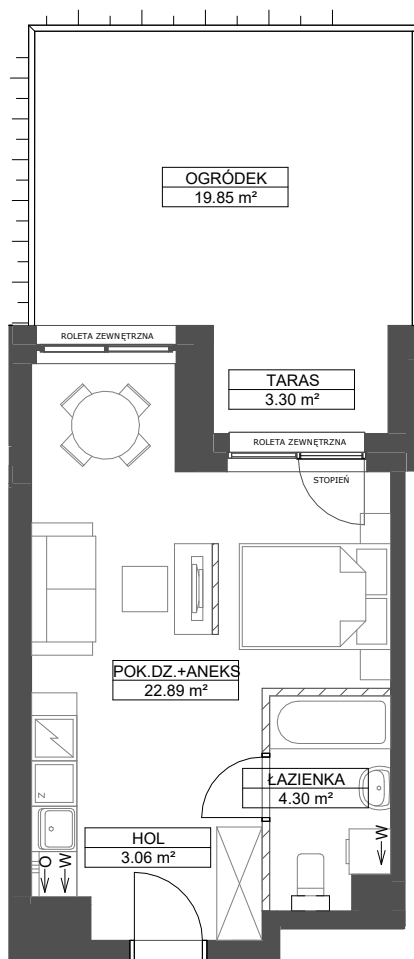 OGRÓDEK
19.85 m²
ROLETA ZEWNĘTRZNA
TARAS
3.30 m²
ROLETA ZEWNĘTRZNA
STOPIEŃ
POK.DZ.+ANEKS
22.89 m²
ŁAZIENKA
4.30 m²
Z
HOL
3.06 m²
O
W
W